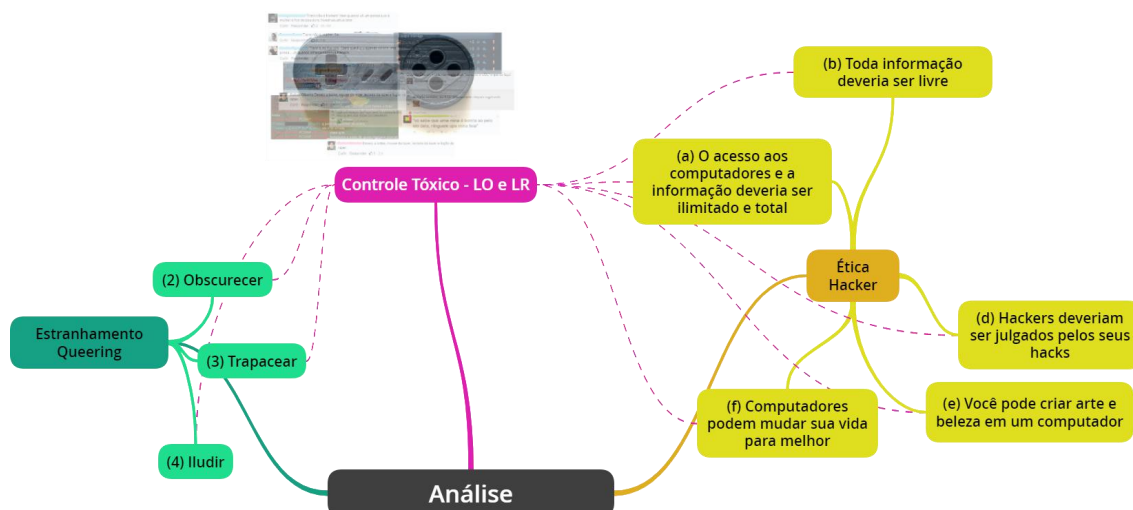 (b) Toda informação
deveria ser livre
(a) O acesso aos
computadores e a
informação deveria ser
ilimitado e total
Controle Tóxico - LO e LR
(2) Obscurecer
Ética
Hacker
Estranhamento
Queering
(3) Trapacear
(d) Hackers deveriam
ser julgados pelos seus
hacks
(f) Computadores
podem mudar sua vida
para melhor
(e) Você pode criar arte e
beleza em um computador
(4) Iludir
Análise